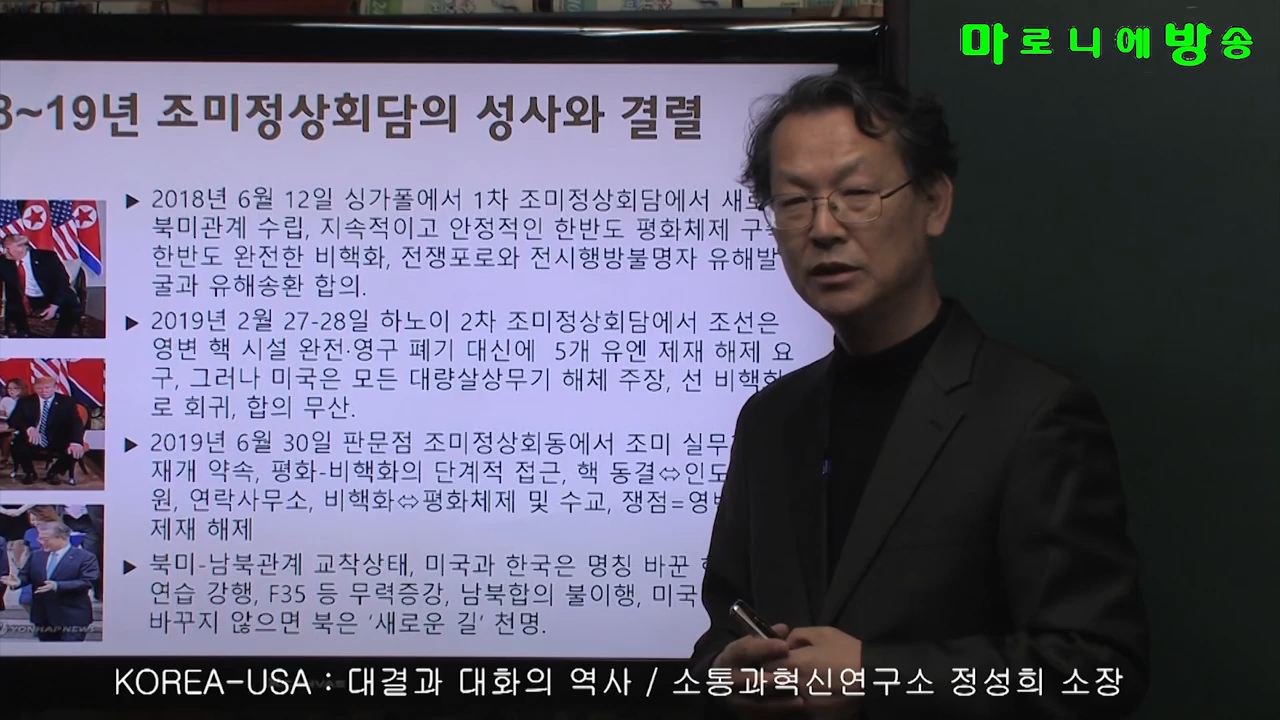 마로니에방송
8~19년 조미정상회담의 성사와 결렬
▶ 2018년 6월 12일 싱가폴에서 1차 조미정상회담에서
북미관계 수립, 지속적이고 안정적인 한반도 평화체제
한반도 완전한 비핵화, 전쟁포로와 전시행방불명자 유해발
굴과 유해송환 합의.
▶ 2019년 2월 27-28일 하노이 2차 조미정상회담에서 조선은
영변 핵 시설 완전·영구 폐기 대신에 5개 유엔 제재 해제 요
구, 그러나 미국은 모든 대량살상무기 해체 주장, 선 비핵화
로 회귀, 합의 무산.
▶ 2019년 6월 30일 판문점 조미정상회동에서 조미
재개 약속, 평화-비핵화의 단계적 접근, 핵 동결⇔인도
원, 연락사무소, 비핵화⇔평화체제 및 수교, 쟁점=영변
제재 해제
▶ 북미-남북관계 교착상태, 미국과 한국은 명칭 바꾼
연습 강행, F35 등 무력증강, 남북합의 불이행, 미국
바꾸지 않으면 북은 ‘새로운 길’ 천명.
YONHAP NEWS
KOREA-USA : 대결과 대화의 역사 / 소통과혁신연구소 정성희 소장